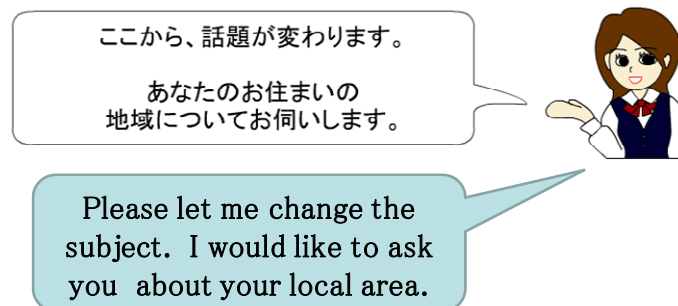 ここから、話題が変わります。
あなたのお住まいの
地域についてお伺いします。
Please let me change the
subject. I would like to ask
you about your local area.